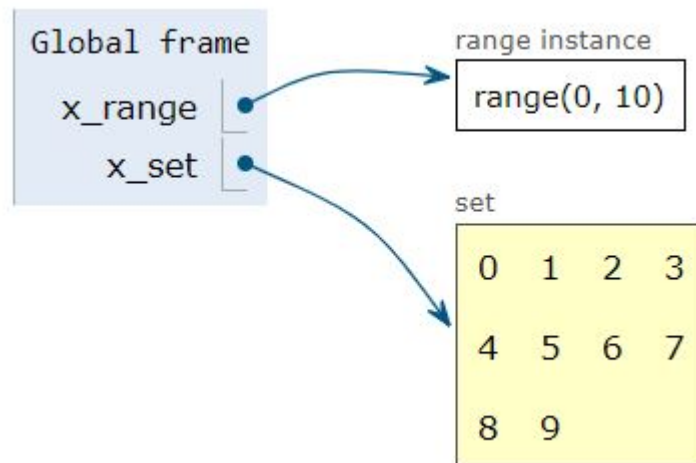 Global frame
x_range
x_set
range instance
range(0, 10)
set
0 1 2 3
4 5 6 7
8 9